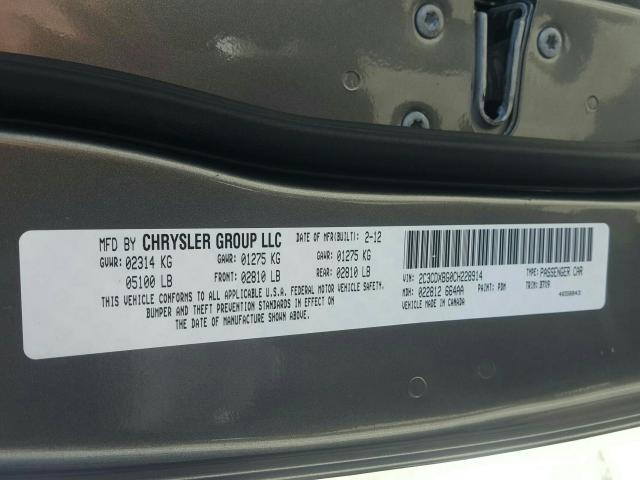 MFD BY CHRYSLER GROUP LLC DATE OF MFR(BUILT): 2-12
GVWR: 02314 KG GAWR: 01275 KG GAWR: 01275 KG
05100 LB FRONT: 02810 LB REAR: 02810 LB
THIS VEHICLE CONFORMS TO ALL APPLICABLE U.S.A. FEDERAL MOTOR VEHICLE SAFETY,
BUMPER AND THEFT PREVENTION STANDARDS IN EFFECT ON
THE DATE OF MANUFACTURE SHOWN ABOVE.
VIN: 2C3CDXBG0CH228914 TYPE: PASSENGER CAR
MDH: 022812 664AA PAINT: PDM TRIM: B7X9
VEHICLE MADE IN CANADA 4650843